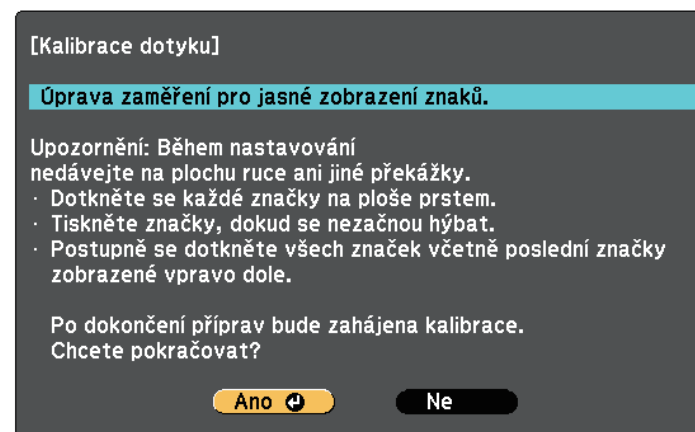 [Kalibrace dotyku]
Úprava zaměření pro jasné zobrazení znaků.
Upozornění: Během nastavování
nedávejte na plochu ruce ani jiné překážky.
· Dotkněte se každé značky na ploše prstem.
· Tiskněte značky, dokud se nezačnou hýbat.
· Postupně se dotkněte všech značek včetně poslední značky
zobrazené vpravo dole.
Po dokončení příprav bude zahájena kalibrace.
Chcete pokračovat?
Ano Ne